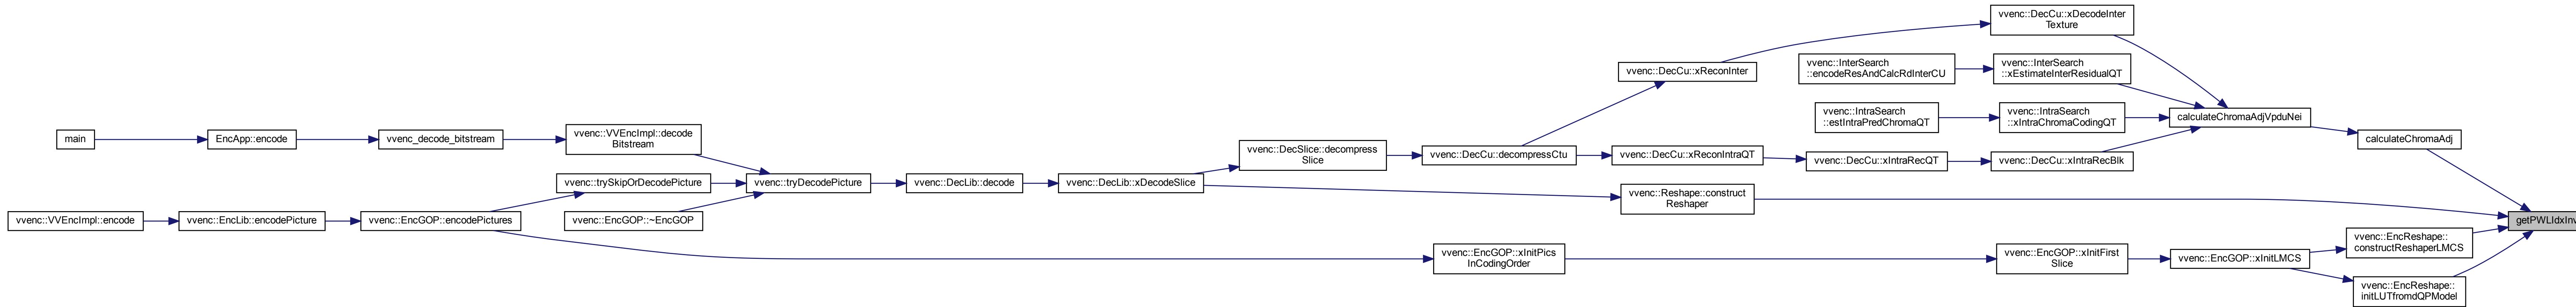 main
EncApp::encode
vvenc_decode_bitstream
vvenc::VVEncImpl::decode
Bitstream
vvenc::VVEncImpl::encode
vvenc::EncLib::encodePicture
vvenc::EncGOP::encodePictures
vvenc::trySkipOrDecodePicture
vvenc::EncGOP::~EncGOP
vvenc::tryDecodePicture
vvenc::DecLib::decode
vvenc::DecLib::xDecodeSlice
vvenc::DecSlice::decompress
Slice
vvenc::DecCu::decompressCtu
vvenc::DecCu::xReconInter
vvenc::DecCu::xReconIntraQT
vvenc::Reshape::construct
Reshaper
vvenc::EncGOP::xInitPics
InCodingOrder
vvenc::InterSearch
::encodeResAndCalcRdInterCU
vvenc::IntraSearch
::estIntraPredChromaQT
vvenc::DecCu::xIntraRecQT
vvenc::DecCu::xDecodeInter
Texture
vvenc::InterSearch
::xEstimateInterResidualQT
vvenc::IntraSearch
::xIntraChromaCodingQT
vvenc::DecCu::xIntraRecBlk
vvenc::EncGOP::xInitFirst
Slice
calculateChromaAdjVpduNei
vvenc::EncGOP::xInitLMCS
calculateChromaAdj
vvenc::EncReshape::
constructReshaperLMCS
vvenc::EncReshape::
initLUTfromdQPModel
getPWLIdxInv